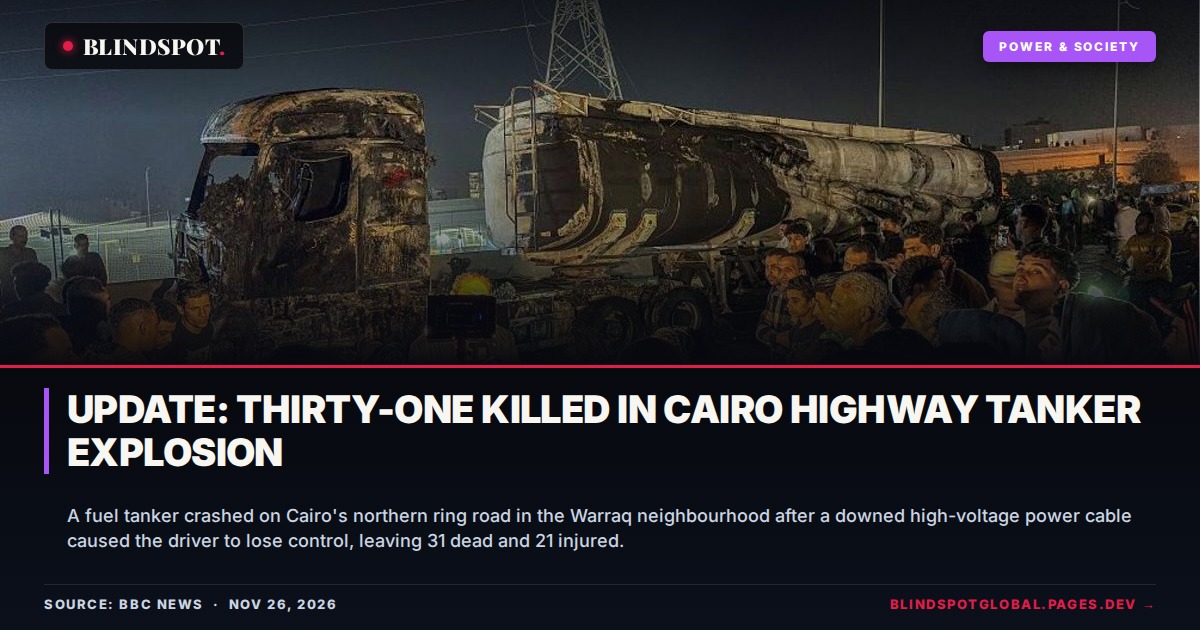 BLINDSPOT.
POWER & SOCIETY
UPDATE: THIRTY-ONE KILLED IN CAIRO HIGHWAY TANKER
EXPLOSION
A fuel tanker crashed on Cairo's northern ring road in the Warraq neighbourhood after a downed high-voltage power cable
caused the driver to lose control, leaving 31 dead and 21 injured.
SOURCE: BBC NEWS · NOV 26, 2026
BLINDSPOTGLOBAL.PAGES.DEV →